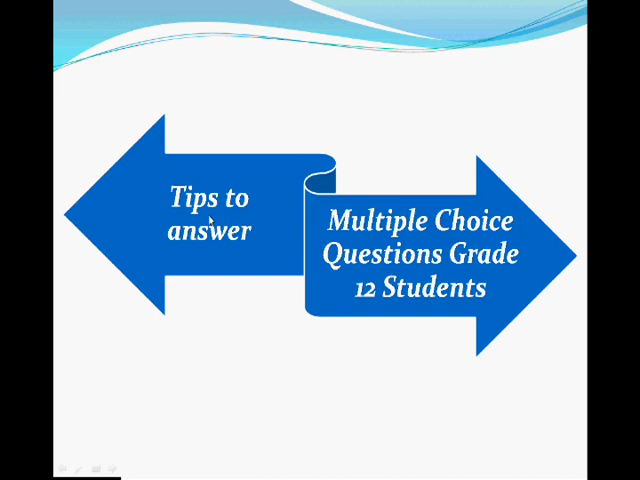 Tips to
answer
Multiple Choice
Questions Grade
12 Students